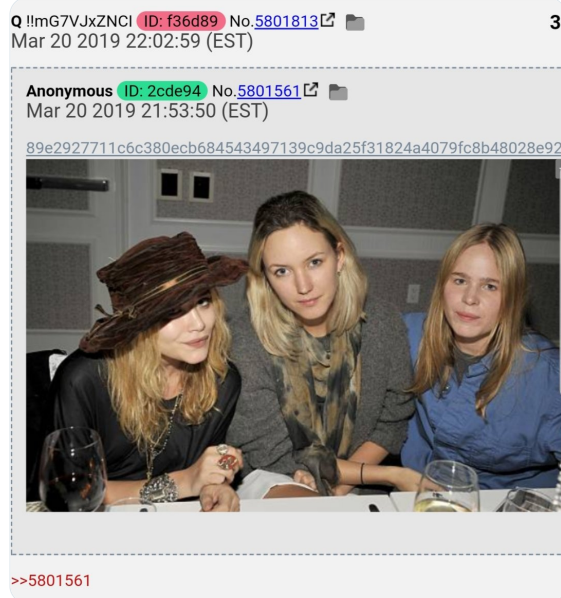 Q !!mG7VJxZNCI ID: f36d89 No.5801813 3
Mar 20 2019 22:02:59 (EST)
Anonymous ID: 2cde94 No.5801561
Mar 20 2019 21:53:50 (EST)
89e2927711c6c380ecb684543497139c9da25f31824a4079fc8b48028e92
>>5801561